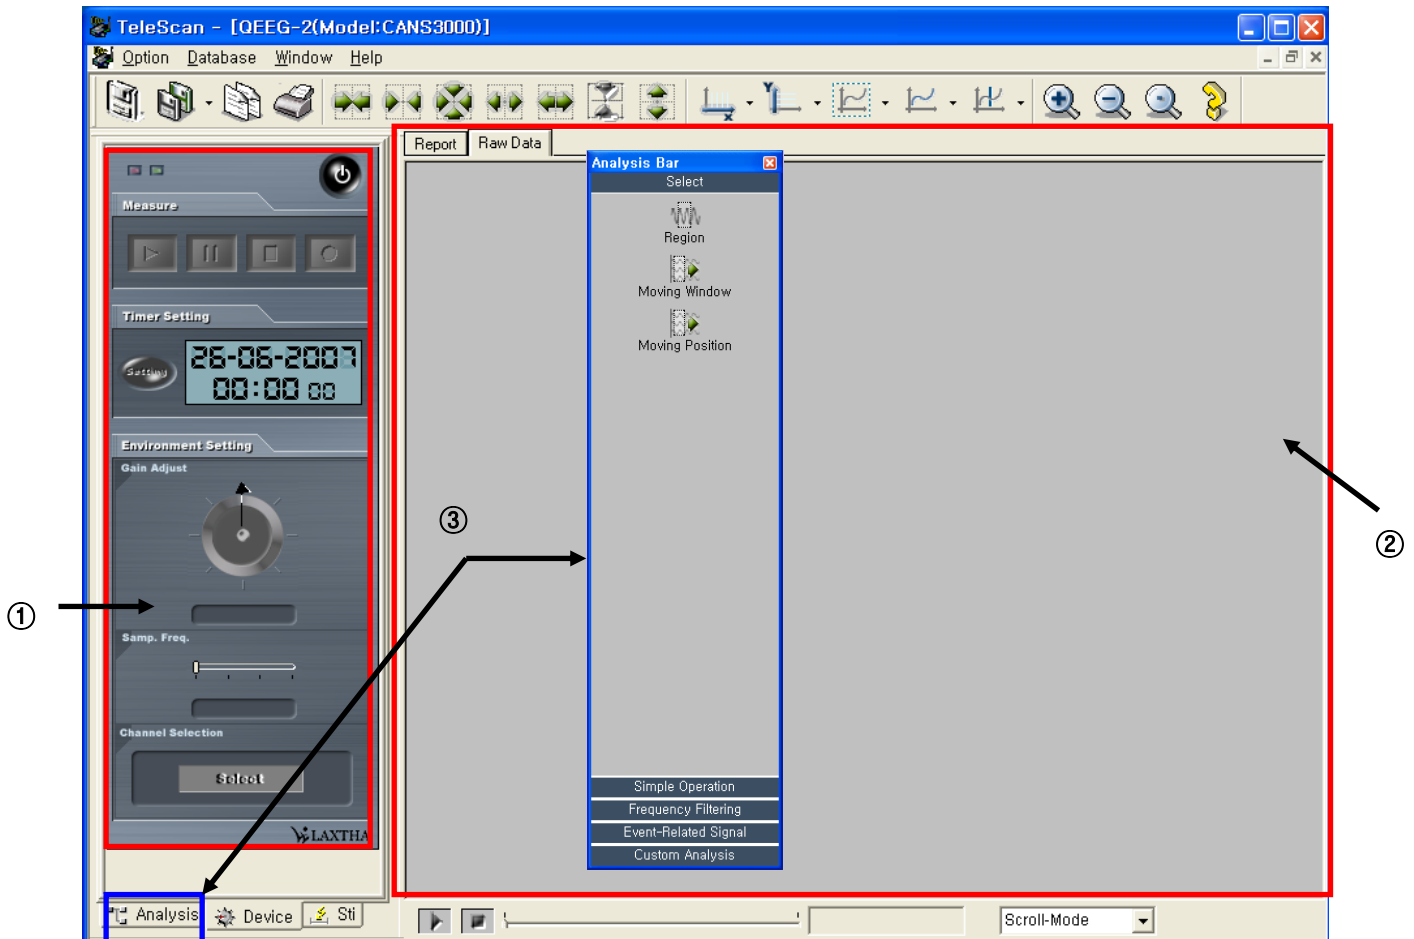 TeleScan - [QEEG-2(Model:CANS3000)]
Option Database Window Help
Report Raw Data
Measure
Timer Setting
Setting
26-06-2007
00:00 00
Environment Setting
Gain Adjust
Samp. Freq.
Channel Selection
Select
LAXTHA
Analysis Bar
Select
Region
Moving Window
Moving Position
Simple Operation
Frequency Filtering
Event-Related Signal
Custom Analysis
①
②
③
Analysis Device Sti
Scroll-Mode